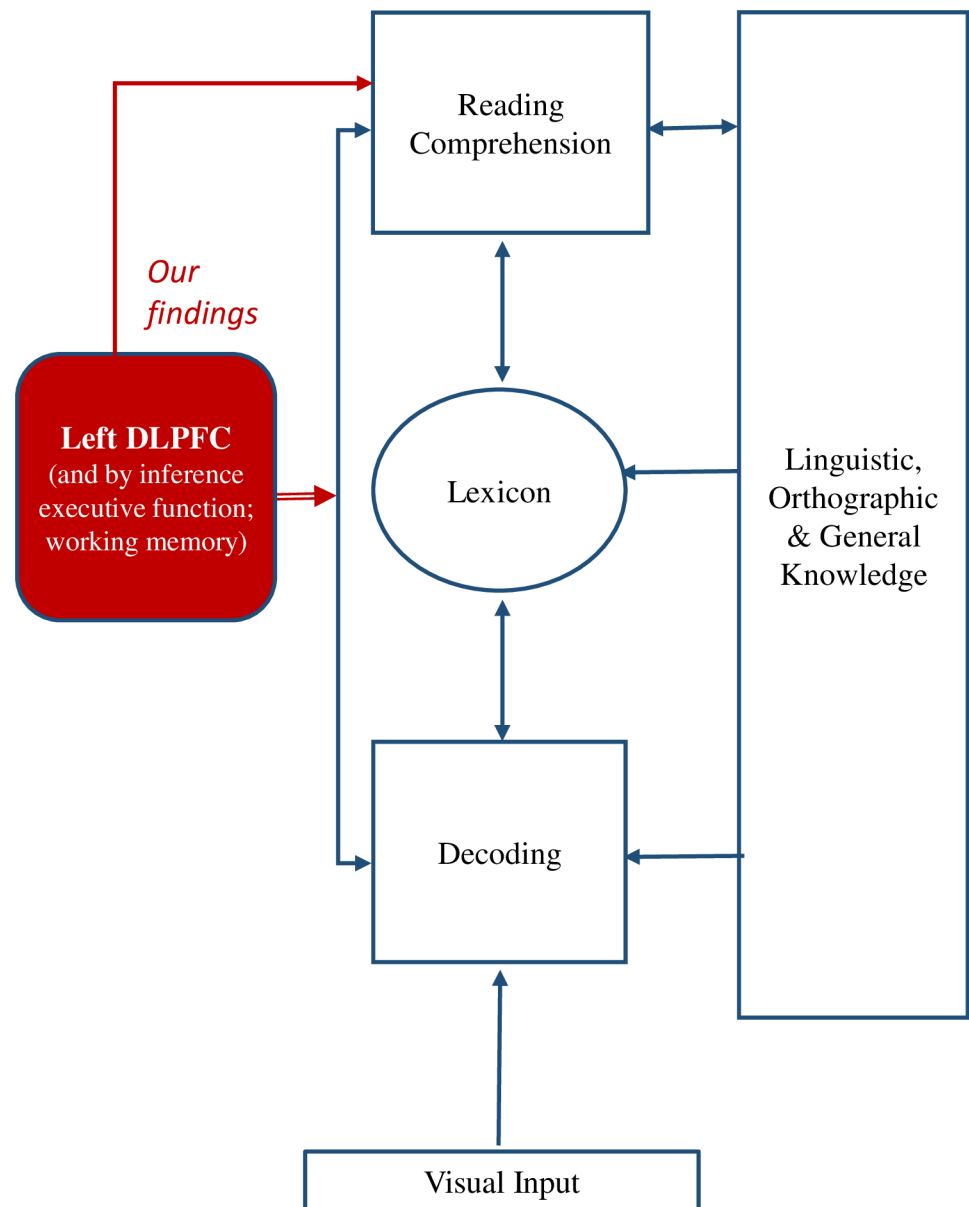 Reading
Comprehension
Our
findings
Left DLPFC
(and by inference
executive function;
working memory)
Lexicon
Linguistic,
Orthographic
& General
Knowledge
Decoding
Visual Input